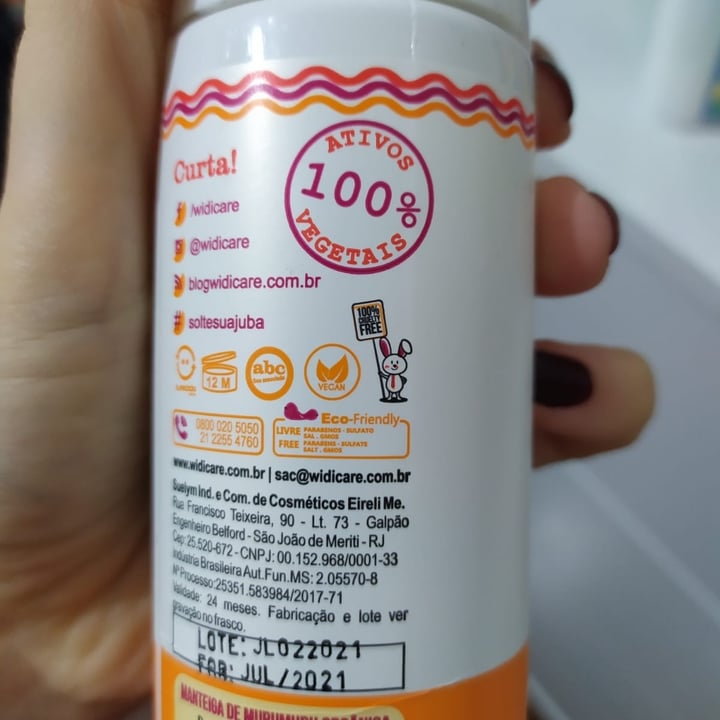 ATIVOS
100%
VEGETAIS
Curta!
/widicare
@widicare
blogwidicare.com.br
soltesuajuba
100%
CRUELTY
FREE
12 M
abc
VEGAN
0800 020 5050
21 2255 4760
Eco-Friendly
LIVRE PARABENOS - SULFATO
SAL . GMOS
FREE PARABENS - SULFATS
SALT . GMOS
www.widicare.com.br | sac@widicare.com.br
Suelym Ind. e Com. de Cosméticos Eireli Me.
Rua Francisco Teixeira, 90 - Lt. 73 - Galpão
Engenheiro Belford - São João de Meriti - RJ
Cep: 25.520-672 - CNPJ: 00.152.968/0001-33
Indústria Brasileira Aut. Fun. MS: 2.05570-8
Nº Processo:25351.583984/2017-71
Validade: 24 meses. Fabricação e lote ver
gravação no frasco.
LOTE: JL022021
FAB: JUL/2021
MANTEIGA DE MURUMURU ORGÂNICA